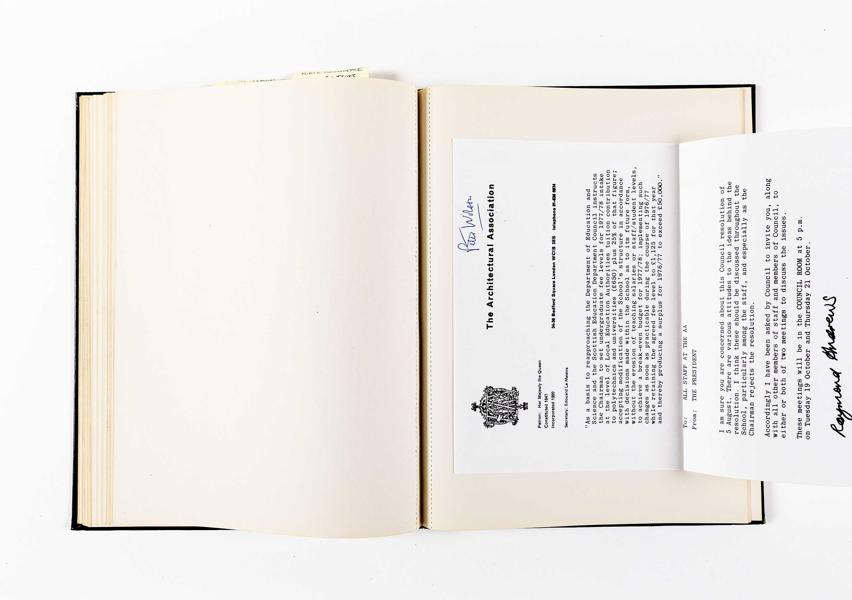 Peter Wilson
The Architectural Association
34-36 Bedford Square London WC1B 3ES telephone 01-636 0974
Patron: Her Majesty the Queen
Constituted 1847
Incorporated 1920
Secretary: Edouard Le Maistre.
"As a basis to reapproaching the Department of Education and
Science and the Scottish Education Department Council instructs
the Chairman to set undergraduate fee levels for 1977/78 intake
at the level of Local Education Authorities tuition contribution
to polytechnics and universities (£650) plus 25% of that figure;
accepting modification of the School's structure in accordance
with decisions made within the School as to its future form,
without the erosion of teaching salaries or staff/student levels,
to achieve a break-even budget for 1977/78; implementing such
changes as soon as practicable during the course of 1976/77
while retaining the agreed fee level to £1,125 for that year
and thereby producing a surplus for 1976/77 to exceed £50,000."
To: ALL STAFF AT THE AA
From: THE PRESIDENT
I am sure you are concerned about this Council resolution of
5 August. There are various attitudes to the ideas behind the
resolution. I think these should be discussed throughout the
School, particularly among the staff, and especially as the
Chairman rejects the resolution.
Accordingly I have been asked by Council to invite you, along
with all other members of staff and members of Council, to
either or both of two meetings to discuss the issues.
These meetings will be in the COUNCIL ROOM at 5 p.m.
on Tuesday 19 October and Thursday 21 October.
Raymond Andrews